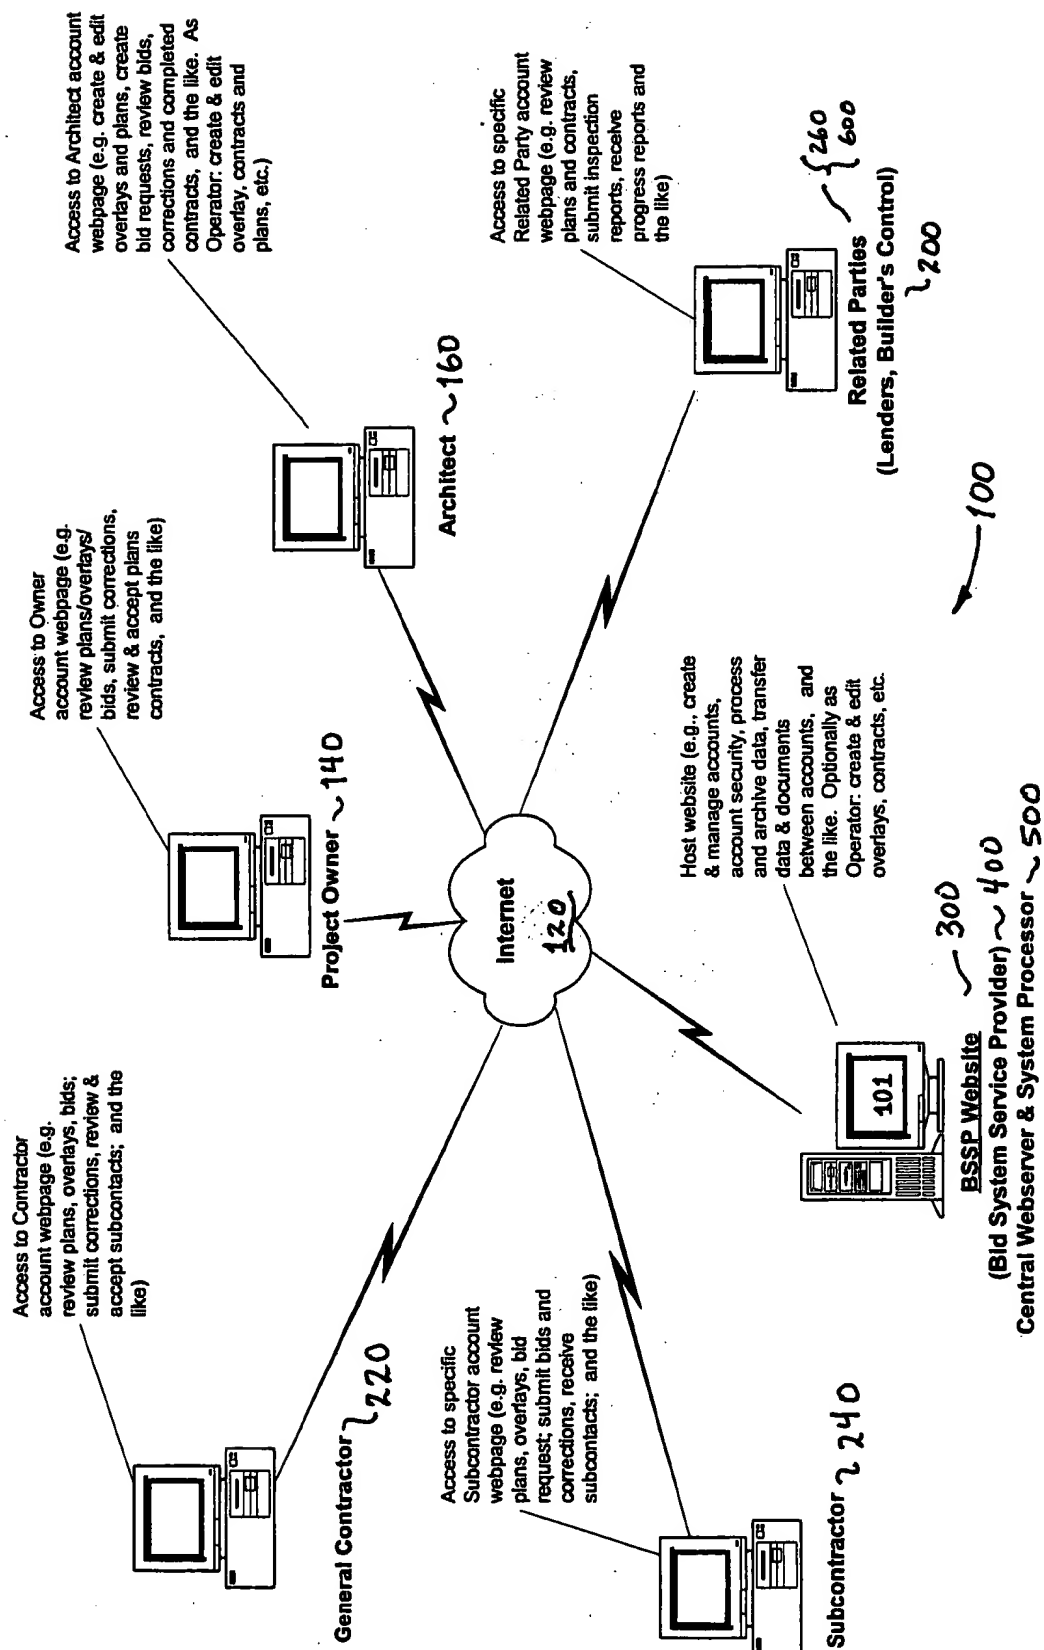 Access to Contractor
account webpage (e.g.
review plans, overlays, bids;
submit corrections, review &
accept subcontacts; and the
like)
General Contractor ~220
Access to Owner
account webpage (e.g.
review plans/overlays/
bids, submit corrections,
review & accept plans
contracts, and the like)
Project Owner ~140
Access to Architect account
webpage (e.g. create & edit
overlays and plans, create
bid requests, review bids,
corrections and completed
contracts, and the like. As
Operator: create & edit
overlay, contracts and
plans, etc.)
Architect ~160
Internet
120
Access to specific
Subcontractor account
webpage (e.g. review
plans, overlays, bid
request; submit bids and
corrections, receive
subcontacts; and the like)
Subcontractor ~240
Host website (e.g., create
& manage accounts,
account security, process
and archive data, transfer
data & documents
between accounts, and
the like. Optionally as
Operator: create & edit
overlays, contracts, etc.
101
BSSP Website ~300
(Bid System Service Provider) ~400
Central Webserver & System Processor ~500
Access to specific
Related Party account
webpage (e.g. review
plans and contracts,
submit inspection
reports, receive
progress reports and
the like)
Related Parties ~{260
600
(Lenders, Builder's Control)
~200
100